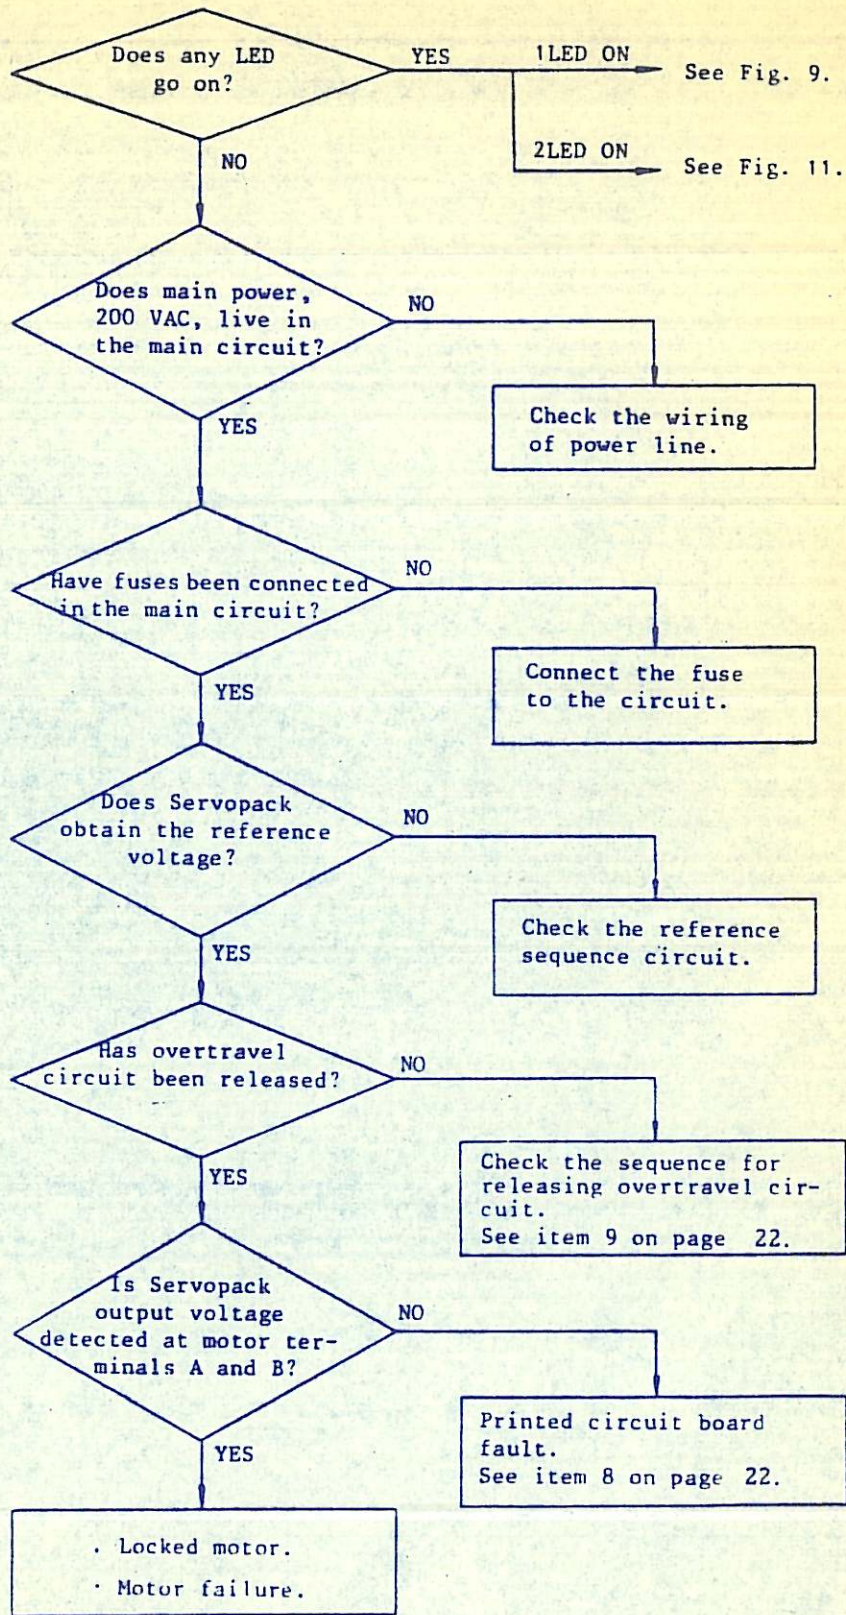 Does any LED
go on?
YES
1LED ON
See Fig. 9.
2LED ON
See Fig. 11.
NO
Does main power,
200 VAC, live in
the main circuit?
NO
Check the wiring
of power line.
YES
Have fuses been connected
in the main circuit?
NO
Connect the fuse
to the circuit.
YES
Does Servopack
obtain the reference
voltage?
NO
Check the reference
sequence circuit.
YES
Has overtravel
circuit been released?
NO
Check the sequence for
releasing overtravel cir-
cuit.
See item 9 on page 22.
YES
Is Servopack
output voltage
detected at motor ter-
minals A and B?
NO
Printed circuit board
fault.
See item 8 on page 22.
YES
. Locked motor.
· Motor failure.